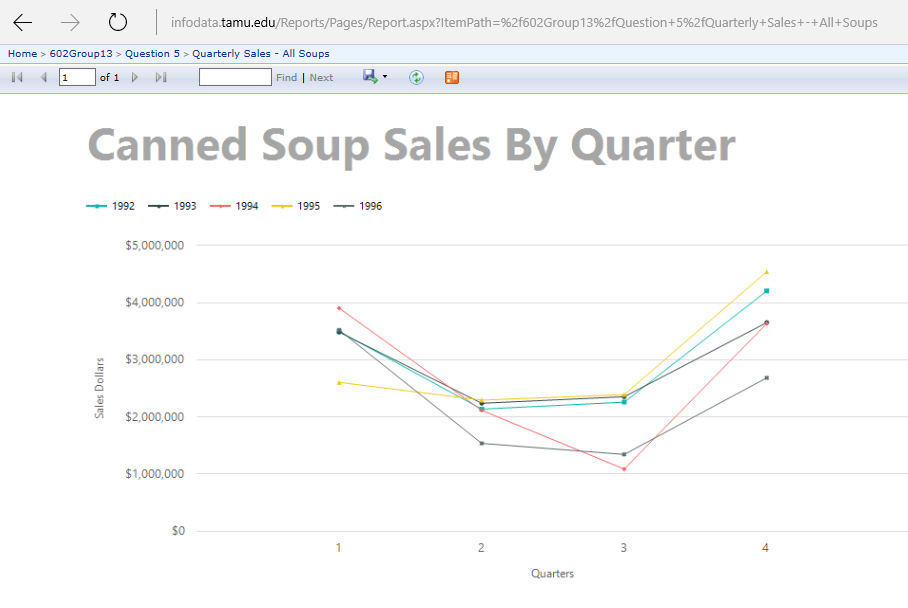 infodata.tamu.edu/Reports/Pages/Report.aspx?ItemPath=%2f602Group13%2fQuestion+5%2fQuarterly+Sales+-+All+Soups
Home > 602Group13 > Question 5 > Quarterly Sales - All Soups
1 of 1 Find | Next
Canned Soup Sales By Quarter
1992 1993 1994 1995 1996
$5,000,000
$4,000,000
$3,000,000
$2,000,000
$1,000,000
$0
Sales Dollars
1 2 3 4
Quarters